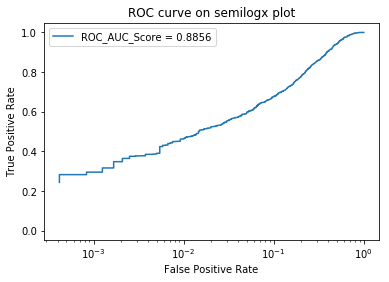 ROC curve on semilogx plot
ROC_AUC_Score = 0.8856
True Positive Rate
1.0
0.8
0.6
0.4
0.2
0.0
10⁻³
10⁻²
10⁻¹
10⁰
False Positive Rate